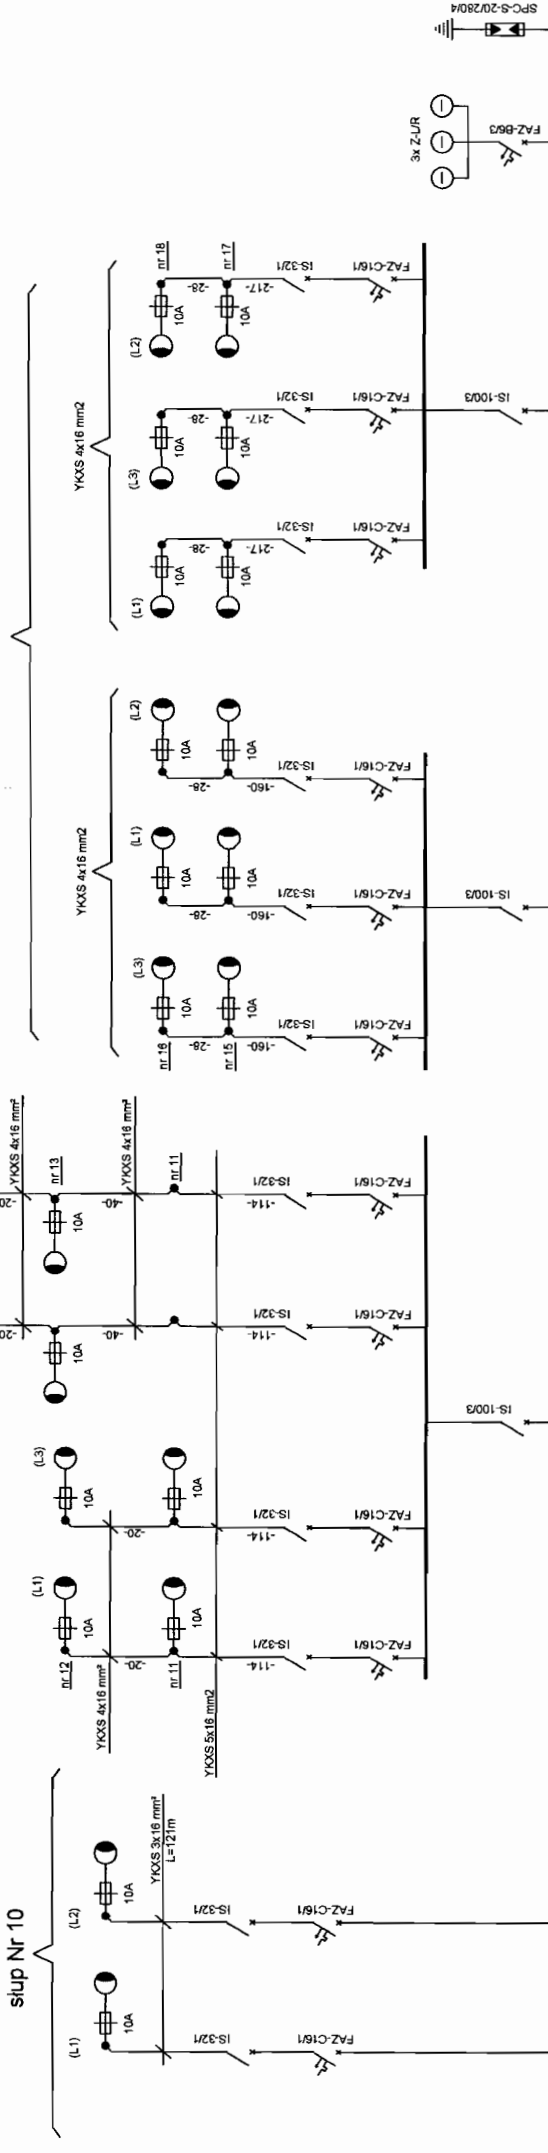 SPC-S-20/280/4
3x Z-L/R
FAZ-B6/3
YKXS 4x16 mm2
nr 18
(L2)
10A
-28-
nr 17
10A
-217-
IS-32/1
FAZ-C16/1
(L3)
10A
-28-
10A
-217-
IS-32/1
FAZ-C16/1
(L1)
10A
-28-
10A
-217-
IS-32/1
FAZ-C16/1
IS-100/3
YKXS 4x16 mm2
(L2)
10A
-28-
10A
-160-
IS-32/1
FAZ-C16/1
(L1)
10A
-28-
10A
-160-
IS-32/1
FAZ-C16/1
(L3)
10A
nr 16
-28-
10A
nr 15
-160-
IS-32/1
FAZ-C16/1
IS-100/3
-20-
YKXS 4x16 mm²
nr 13
10A
-40-
YKXS 4x16 mm²
nr 11
-114-
IS-32/1
FAZ-C16/1
-20-
10A
-40-
-114-
IS-32/1
FAZ-C16/1
(L3)
10A
-20-
10A
-114-
IS-32/1
FAZ-C16/1
(L1)
10A
nr 12
YKXS 4x16 mm²
-20-
10A
nr 11
YKXS 5x16 mm2
-114-
IS-32/1
FAZ-C16/1
IS-100/3
słup Nr 10
(L2)
10A
YKXS 3x16 mm²
L=121m
IS-32/1
FAZ-C16/1
(L1)
10A
IS-32/1
FAZ-C16/1